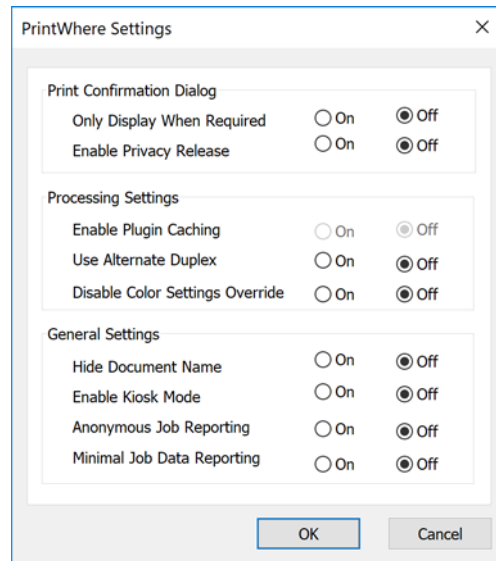 PrintWhere Settings
Print Confirmation Dialog
Only Display When Required On Off
Enable Privacy Release On Off
Processing Settings
Enable Plugin Caching On Off
Use Alternate Duplex On Off
Disable Color Settings Override On Off
General Settings
Hide Document Name On Off
Enable Kiosk Mode On Off
Anonymous Job Reporting On Off
Minimal Job Data Reporting On Off
OK Cancel